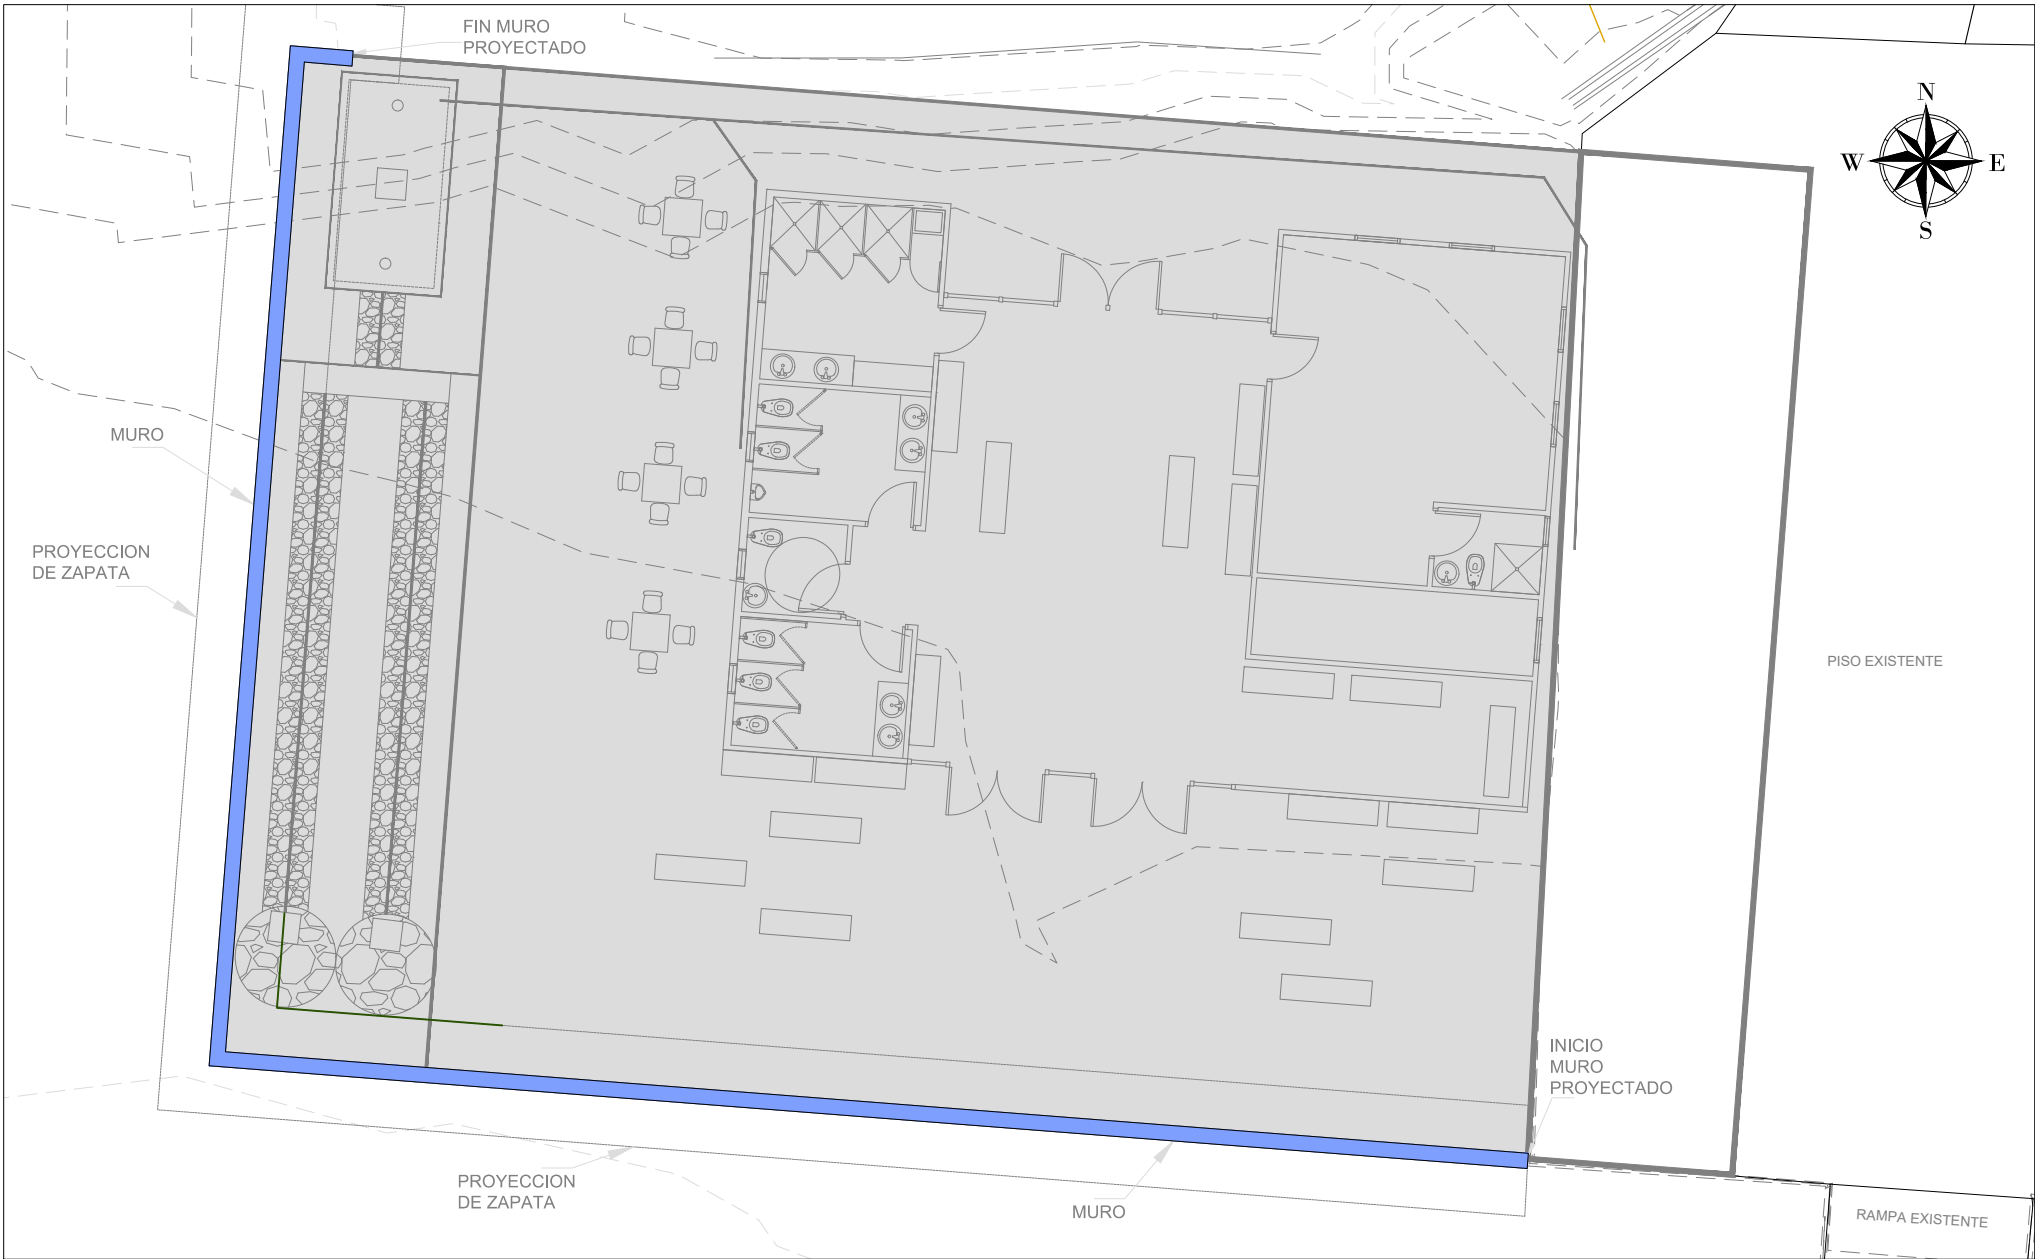 FIN MURO
PROYECTADO
N
W
E
S
MURO
PROYECCION
DE ZAPATA
PISO EXISTENTE
INICIO
MURO
PROYECTADO
PROYECCION
DE ZAPATA
MURO
RAMPA EXISTENTE